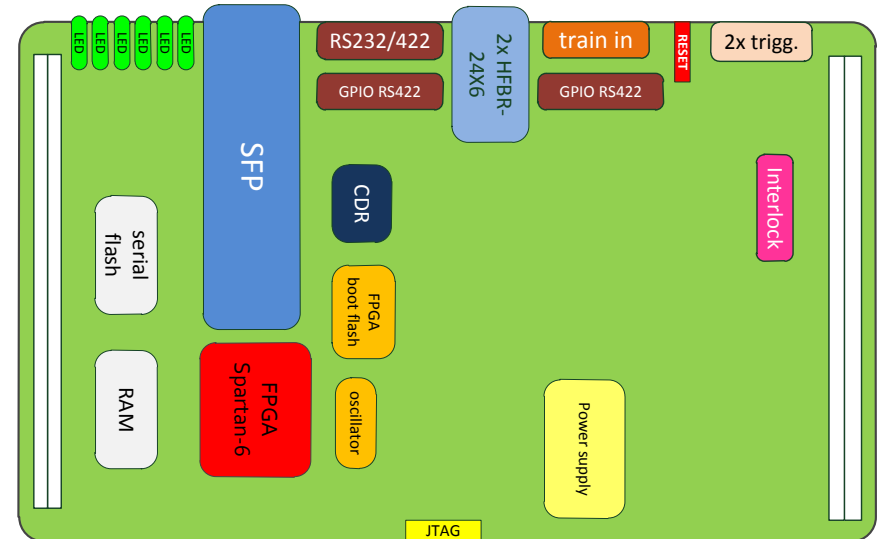 LED
LED
LED
LED
LED
LED
SFP
RS232/422
GPIO RS422
2x HFBR-
24X6
train in
GPIO RS422
RESET
2x trigg.
CDR
Interlock
serial
flash
FPGA
boot flash
RAM
FPGA
Spartan-6
oscillator
Power supply
JTAG